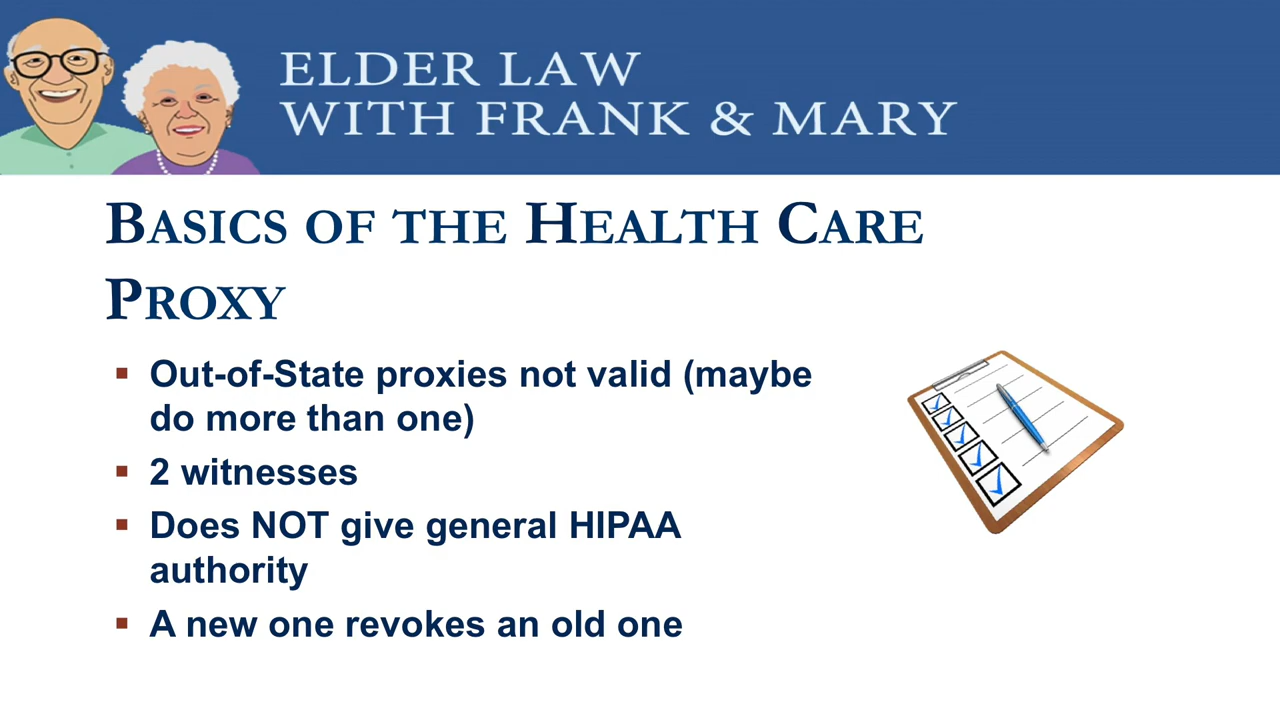 ELDER LAW
WITH FRANK & MARY
BASICS OF THE HEALTH CARE
PROXY
▪ Out-of-State proxies not valid (maybe
do more than one)
▪ 2 witnesses
▪ Does NOT give general HIPAA
authority
▪ A new one revokes an old one